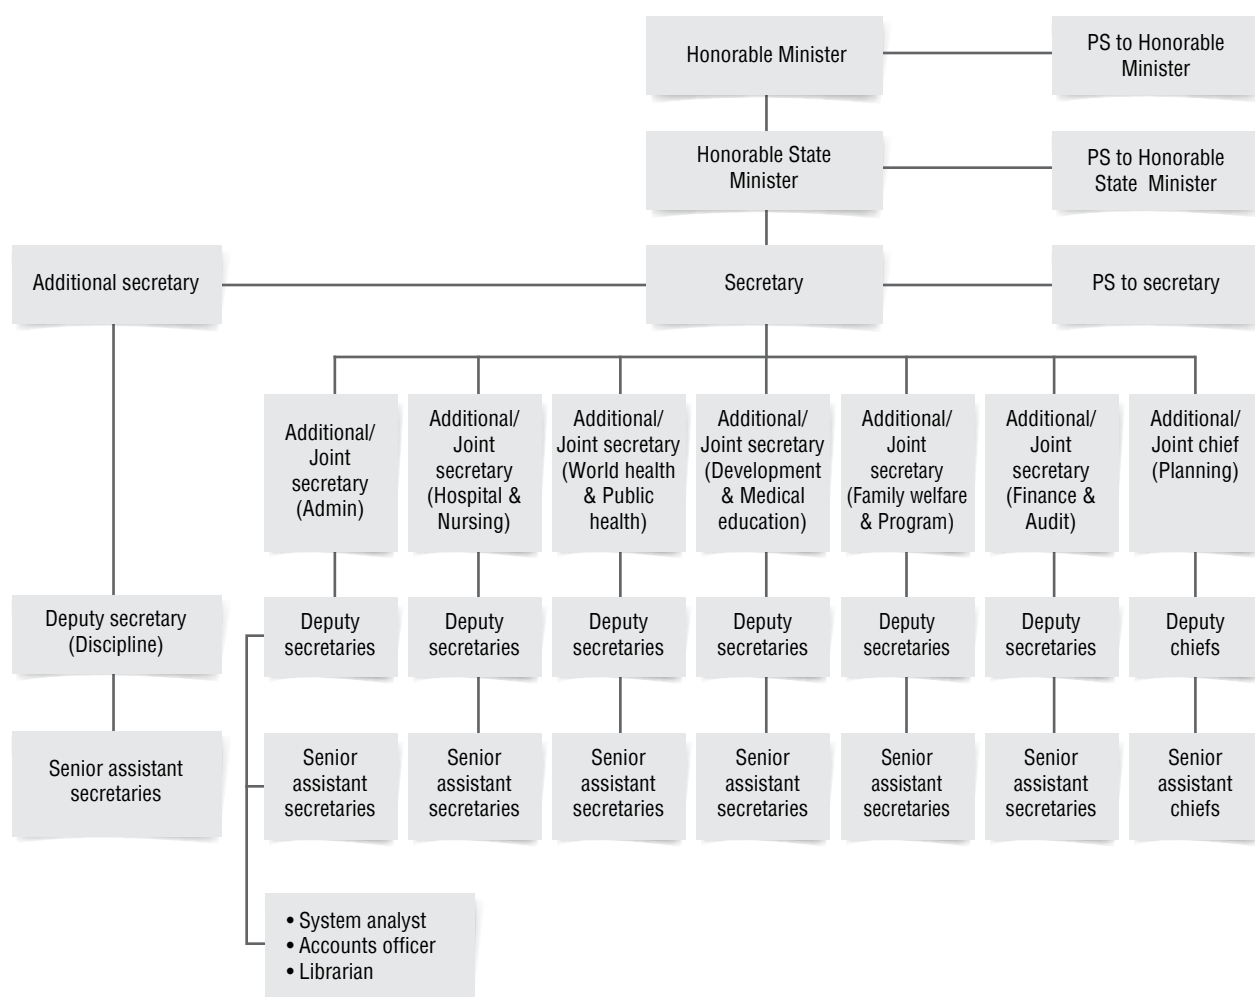 Honorable Minister
PS to Honorable
Minister
Honorable State
Minister
PS to Honorable
State Minister
Additional secretary
Secretary
PS to secretary
Additional/
Joint
secretary
(Admin)
Additional/
Joint
secretary
(Hospital &
Nursing)
Additional/
Joint secretary
(World health
& Public
health)
Additional/
Joint secretary
(Development
& Medical
education)
Additional/
Joint
secretary
(Family welfare
& Program)
Additional/
Joint
secretary
(Finance &
Audit)
Additional/
Joint chief
(Planning)
Deputy secretary
(Discipline)
Deputy
secretaries
Deputy
secretaries
Deputy
secretaries
Deputy
secretaries
Deputy
secretaries
Deputy
secretaries
Deputy
chiefs
Senior assistant
secretaries
Senior
assistant
secretaries
Senior
assistant
secretaries
Senior
assistant
secretaries
Senior
assistant
secretaries
Senior
assistant
secretaries
Senior
assistant
secretaries
Senior
assistant
chiefs
• System analyst
• Accounts officer
• Librarian